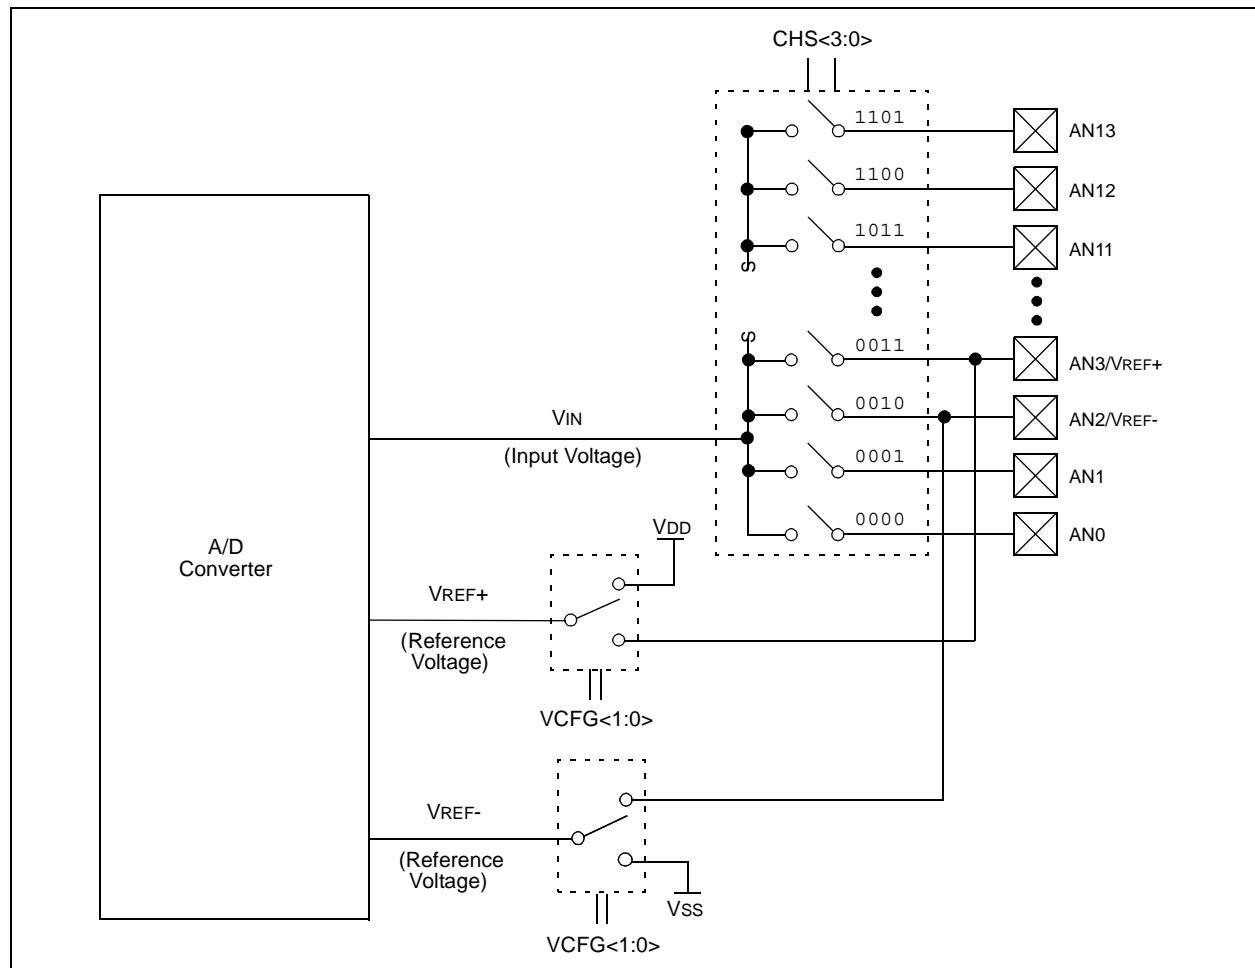 CHS<3:0>
1101
AN13
1100
AN12
1011
AN11
0011
AN3/VREF+
0010
AN2/VREF-
VIN
(Input Voltage)
0001
AN1
0000
AN0
VDD
A/D
Converter
VREF+
(Reference
Voltage)
VCFG<1:0>
VREF-
(Reference
Voltage)
VSS
VCFG<1:0>